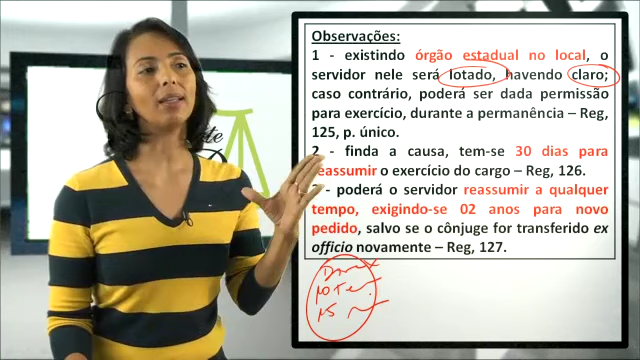 Observações:
1 - existindo órgão estadual no local, o
servidor nele será lotado, havendo claro;
caso contrário, poderá ser dada permissão
para exercício, durante a permanência – Reg,
125, p. único.
2 - finda a causa, tem-se 30 dias para
reassumir o exercício do cargo – Reg, 126.
- poderá o servidor reassumir a qualquer
tempo, exigindo-se 02 anos para novo
pedido, salvo se o cônjuge for transferido ex
officio novamente – Reg, 127.